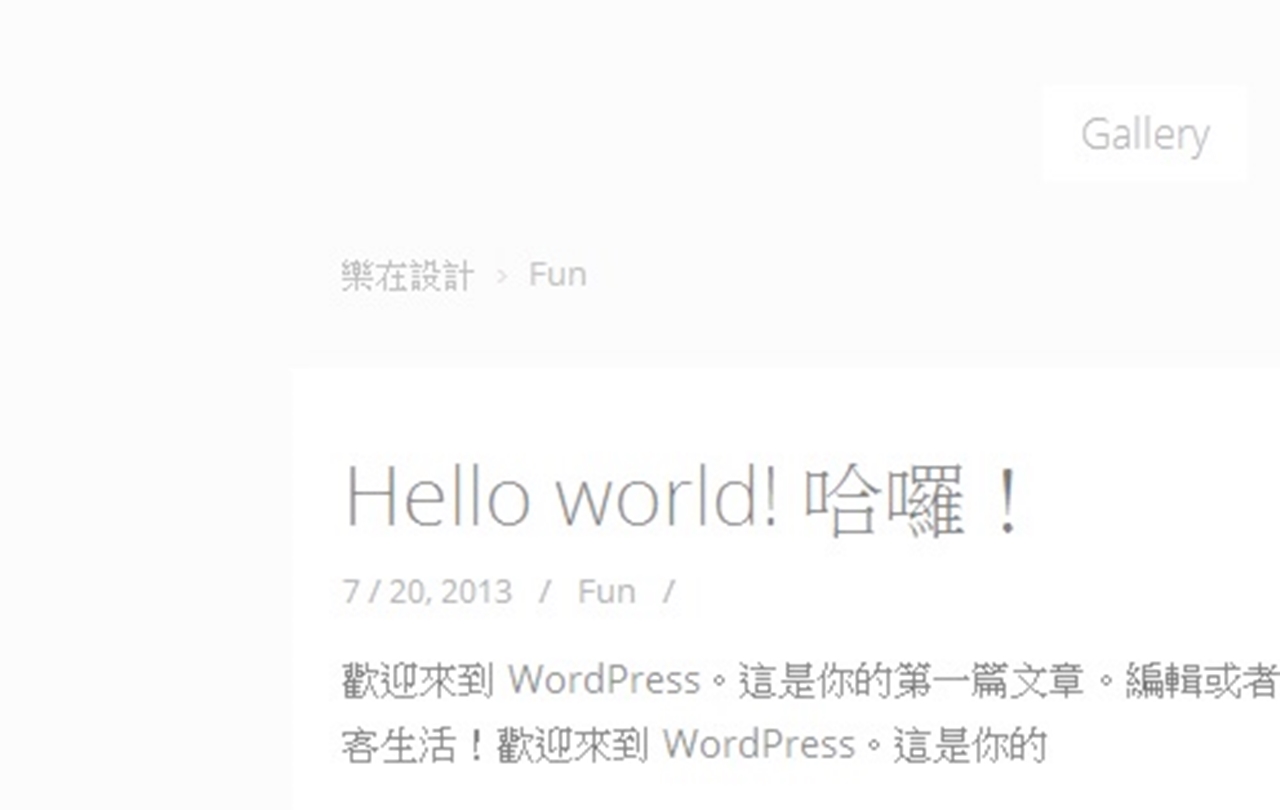 Gallery
樂在設計 › Fun
Hello world! 哈囉！
7 / 20, 2013 / Fun /
歡迎來到 WordPress。這是你的第一篇文章。編輯或者
客生活！歡迎來到 WordPress。這是你的